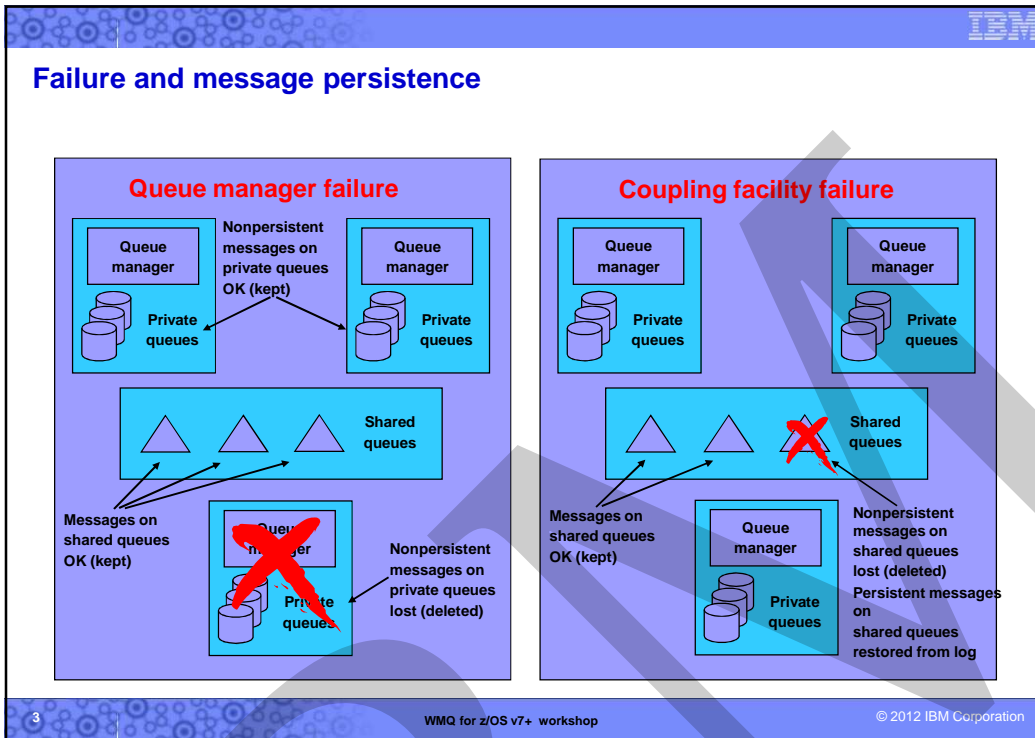 IBM
Failure and message persistence
Queue manager failure
Nonpersistent
messages on
private queues
OK (kept)
Queue
manager
Private
queues
Queue
manager
Private
queues
Shared
queues
Messages on
shared queues
OK (kept)
Queue
manager
Private
queues
Nonpersistent
messages on
private queues
lost (deleted)
Coupling facility failure
Queue
manager
Private
queues
Queue
manager
Private
queues
Shared
queues
Messages on
shared queues
OK (kept)
Queue
manager
Private
queues
Nonpersistent
messages on
shared queues
lost (deleted)
Persistent messages
on
shared queues
restored from log
3
WMQ for z/OS v7+ workshop
© 2012 IBM Corporation